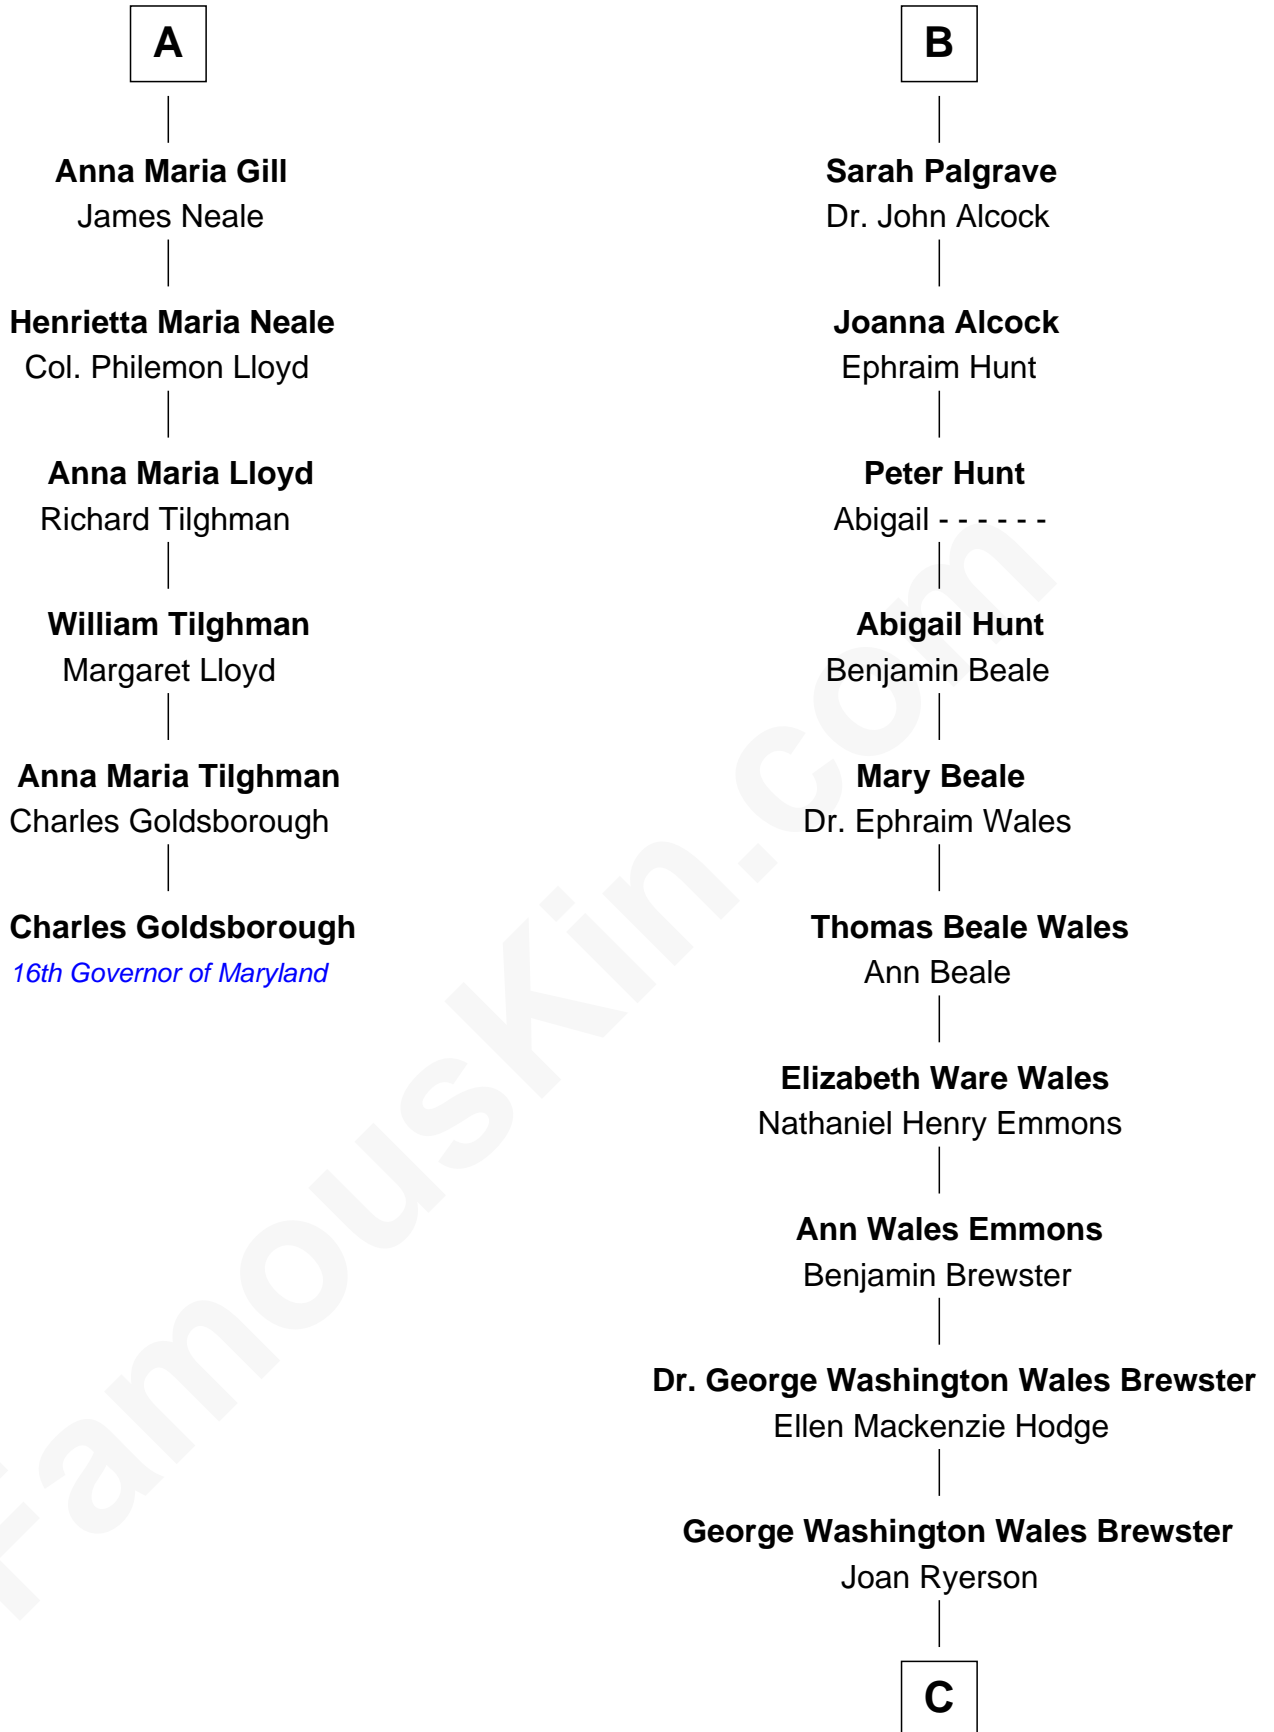 A
Anna Maria Gill
James Neale
Henrietta Maria Neale
Col. Philemon Lloyd
Anna Maria Lloyd
Richard Tilghman
William Tilghman
Margaret Lloyd
Anna Maria Tilghman
Charles Goldsborough
Charles Goldsborough
16th Governor of Maryland
B
Sarah Palgrave
Dr. John Alcock
Joanna Alcock
Ephraim Hunt
Peter Hunt
Abigail - - - - - -
Abigail Hunt
Benjamin Beale
Mary Beale
Dr. Ephraim Wales
Thomas Beale Wales
Ann Beale
Elizabeth Ware Wales
Nathaniel Henry Emmons
Ann Wales Emmons
Benjamin Brewster
Dr. George Washington Wales Brewster
Ellen Mackenzie Hodge
George Washington Wales Brewster
Joan Ryerson
C
FamousKin.com